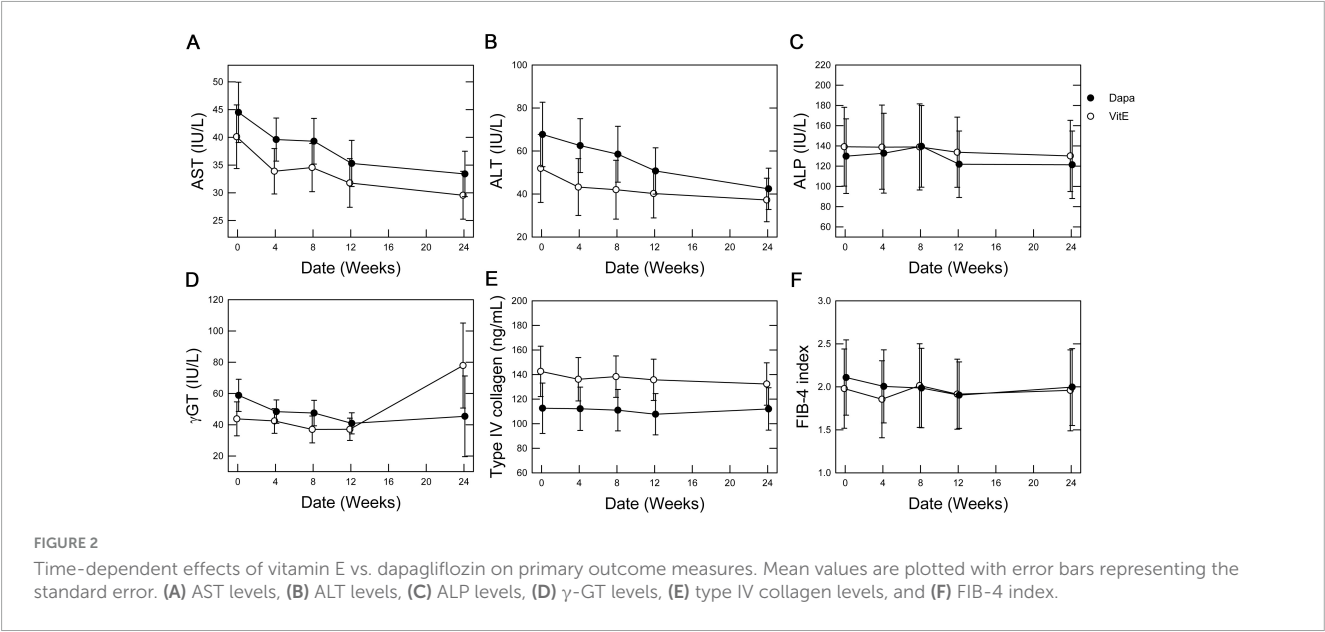 A
AST (IU/L)
50
45
40
35
30
25
0 4 8 12 16 20 24
Date (Weeks)
B
ALT (IU/L)
100
80
60
40
20
0 4 8 12 16 20 24
Date (Weeks)
C
ALP (IU/L)
220
200
180
160
140
120
100
80
60
0 4 8 12 16 20 24
Date (Weeks)
Dapa
VitE
D
γGT (IU/L)
120
100
80
60
40
20
0 4 8 12 16 20 24
Date (Weeks)
E
Type IV collagen (ng/mL)
200
180
160
140
120
100
80
60
0 4 8 12 16 20 24
Date (Weeks)
F
FIB-4 index
3.0
2.5
2.0
1.5
1.0
0 4 8 12 16 20 24
Date (Weeks)
FIGURE 2
Time-dependent effects of vitamin E vs. dapagliflozin on primary outcome measures. Mean values are plotted with error bars representing the
standard error. (A) AST levels, (B) ALT levels, (C) ALP levels, (D) γ-GT levels, (E) type IV collagen levels, and (F) FIB-4 index.